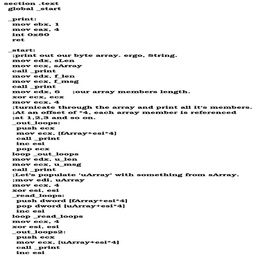 section .text
global _start
_print:
mov ebx, 1
mov eax, 4
int 0x80
ret
_start:
;print out our byte array. ergo, String.
mov edx, sLen
mov ecx, sArray
call _print
mov edx, f_len
mov ecx, f_msg
call _print
mov edx, 6 ;our array members length.
xor ecx, ecx
mov ecx, 4
;turnicate through the array and print all it's members.
;At an offset of *4, each array member is referenced
;at 1,2,3 and so on.
_out_loops:
push ecx
mov ecx, [fArray+esi*4]
call _print
inc esi
pop ecx
loop _out_loops
mov edx, u_len
mov ecx, u_msg
call _print
;Let's populate 'uArray' with something from sArray.
;mov edi, uArray
mov ecx, 4
xor esi, esi
_read_loops:
push dword [fArray+esi*4]
pop dword [uArray+esi*4]
inc esi
loop _read_loops
mov ecx, 4
xor esi, esi
_out_loops2:
push ecx
mov ecx, [uArray+esi*4]
call _print
inc esi